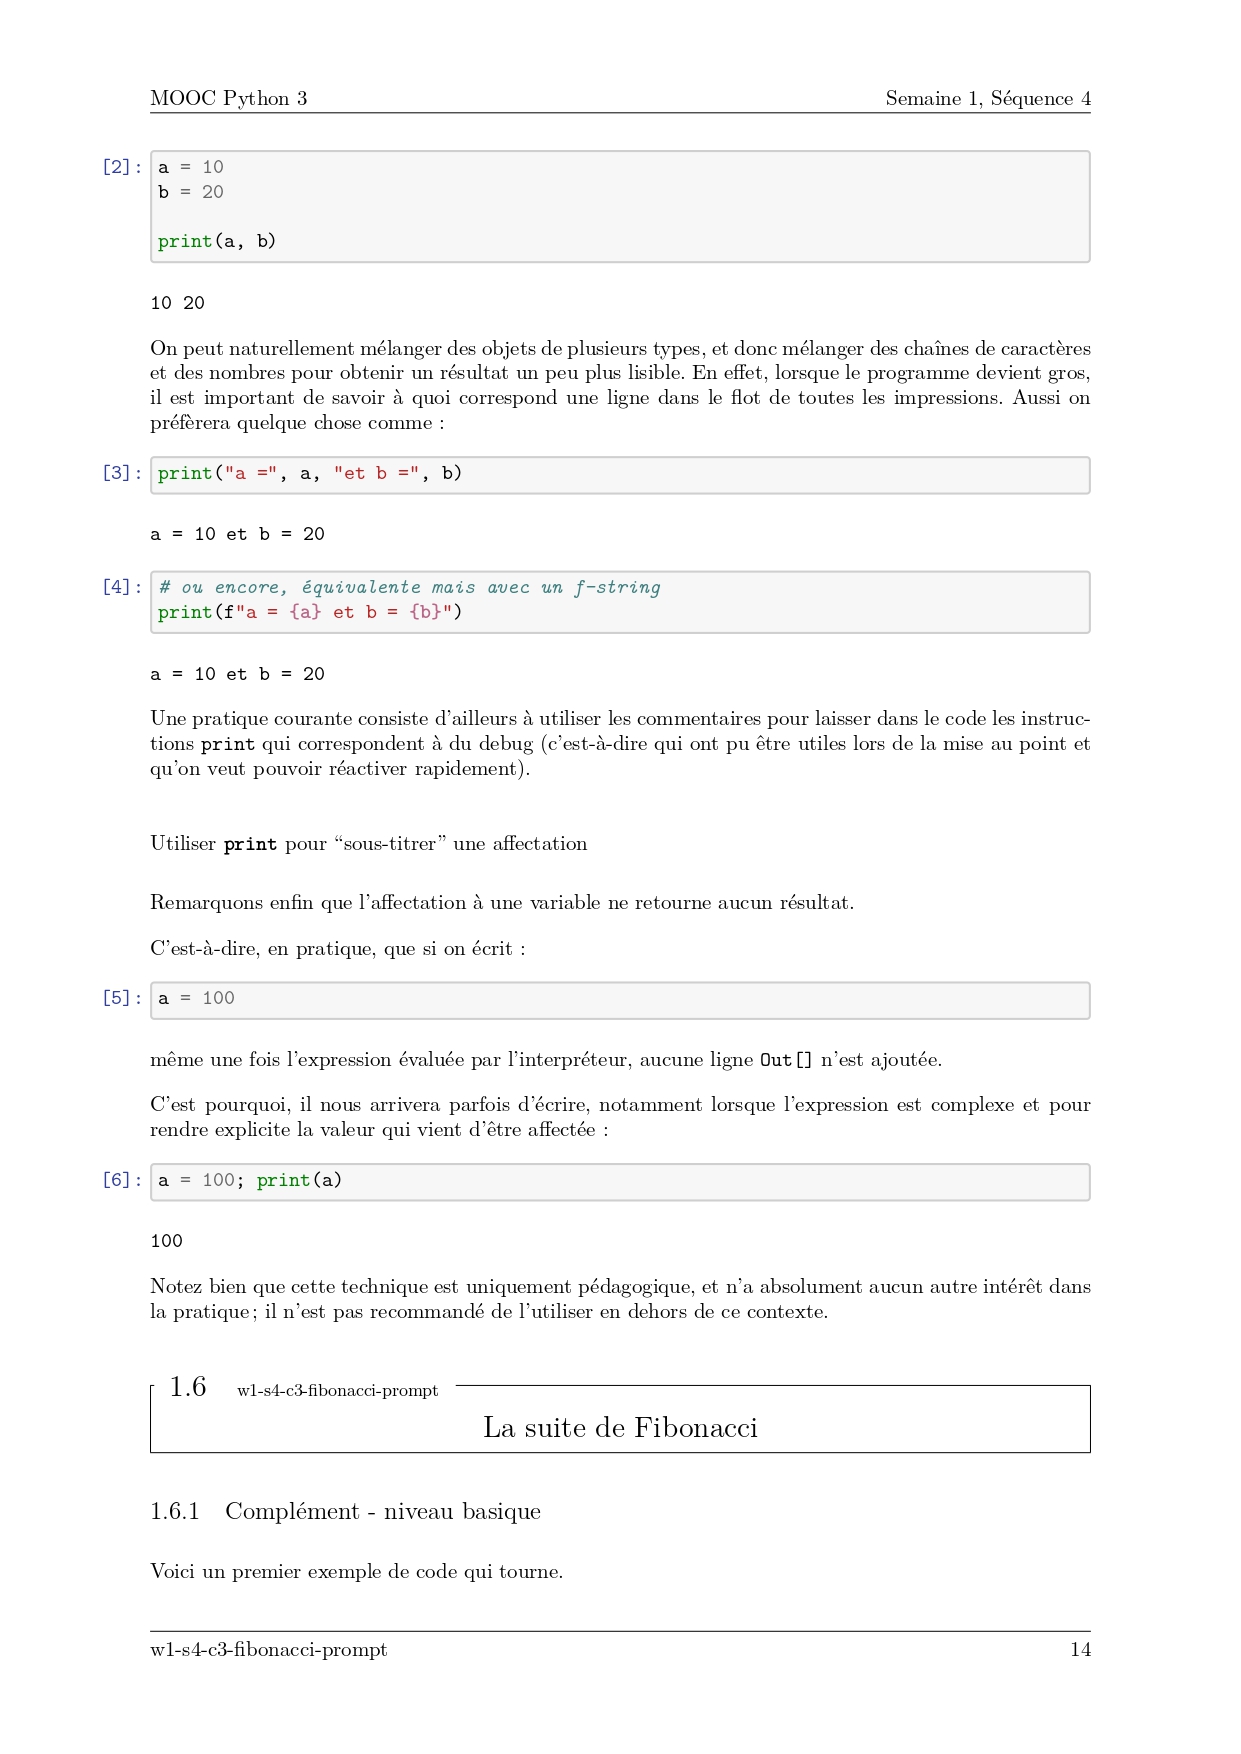 MOOC Python 3 Semaine 1, Séquence 4
[2]: a = 10
b = 20
print(a, b)
10 20
On peut naturellement mélanger des objets de plusieurs types, et donc mélanger des chaînes de caractères
et des nombres pour obtenir un résultat un peu plus lisible. En effet, lorsque le programme devient gros,
il est important de savoir à quoi correspond une ligne dans le flot de toutes les impressions. Aussi on
préfèrera quelque chose comme :
[3]: print("a =", a, "et b =", b)
a = 10 et b = 20
[4]: # ou encore, équivalente mais avec un f-string
print(f"a = {a} et b = {b}")
a = 10 et b = 20
Une pratique courante consiste d'ailleurs à utiliser les commentaires pour laisser dans le code les instruc-
tions print qui correspondent à du debug (c'est-à-dire qui ont pu être utiles lors de la mise au point et
qu'on veut pouvoir réactiver rapidement).
Utiliser print pour “sous-titrer” une affectation
Remarquons enfin que l'affectation à une variable ne retourne aucun résultat.
C'est-à-dire, en pratique, que si on écrit :
[5]: a = 100
même une fois l'expression évaluée par l'interpréteur, aucune ligne Out[] n'est ajoutée.
C'est pourquoi, il nous arrivera parfois d'écrire, notamment lorsque l'expression est complexe et pour
rendre explicite la valeur qui vient d'être affectée :
[6]: a = 100; print(a)
100
Notez bien que cette technique est uniquement pédagogique, et n'a absolument aucun autre intérêt dans
la pratique ; il n'est pas recommandé de l'utiliser en dehors de ce contexte.
1.6 w1-s4-c3-fibonacci-prompt
La suite de Fibonacci
1.6.1 Complément - niveau basique
Voici un premier exemple de code qui tourne.
w1-s4-c3-fibonacci-prompt 14